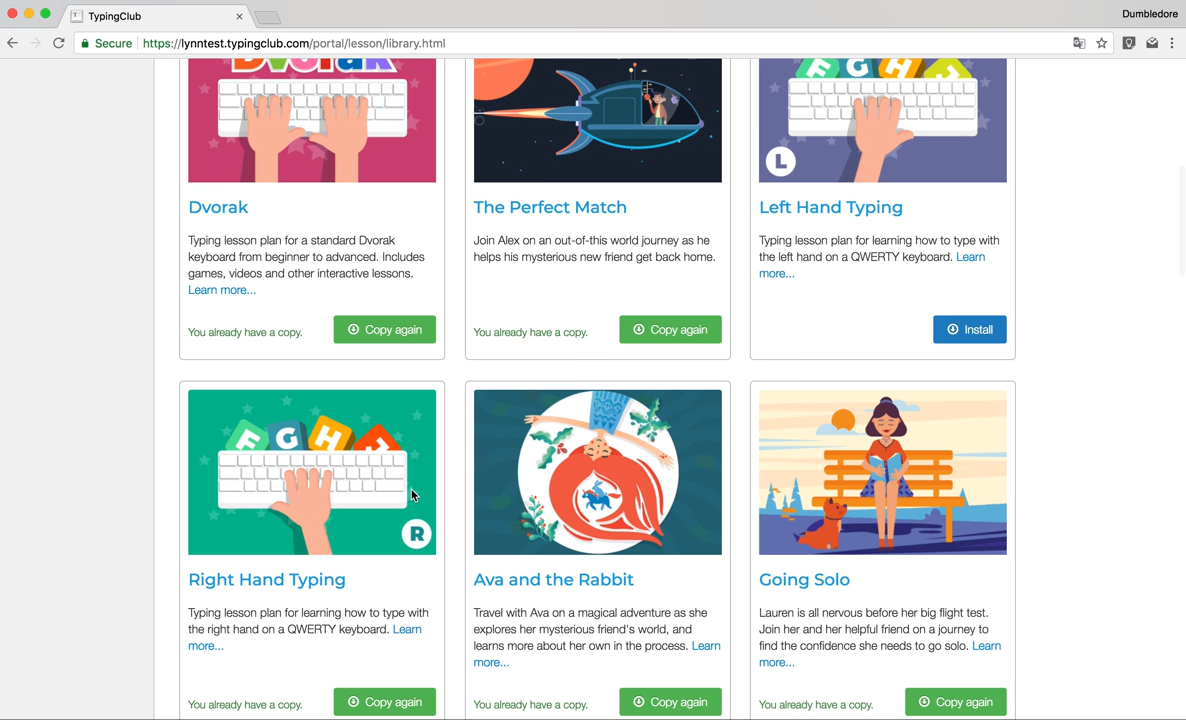 TypingClub
Dumbledore
Secure
https://lynntest.typingclub.com/portal/lesson/library.html
Dvorak
E G H
L
Dvorak
Typing lesson plan for a standard Dvorak
keyboard from beginner to advanced. Includes
games, videos and other interactive lessons.
Learn more...
You already have a copy.
Copy again
The Perfect Match
Join Alex on an out-of-this world journey as he
helps his mysterious new friend get back home.
You already have a copy.
Copy again
Left Hand Typing
Typing lesson plan for learning how to type with
the left hand on a QWERTY keyboard. Learn
more...
Install
F G H
R
Right Hand Typing
Typing lesson plan for learning how to type with
the right hand on a QWERTY keyboard. Learn
more...
You already have a copy.
Copy again
Ava and the Rabbit
Travel with Ava on a magical adventure as she
explores her mysterious friend's world, and
learns more about her own in the process. Learn
more...
You already have a copy.
Copy again
Going Solo
Lauren is all nervous before her big flight test.
Join her and her helpful friend on a journey to
find the confidence she needs to go solo. Learn
more...
You already have a copy.
Copy again